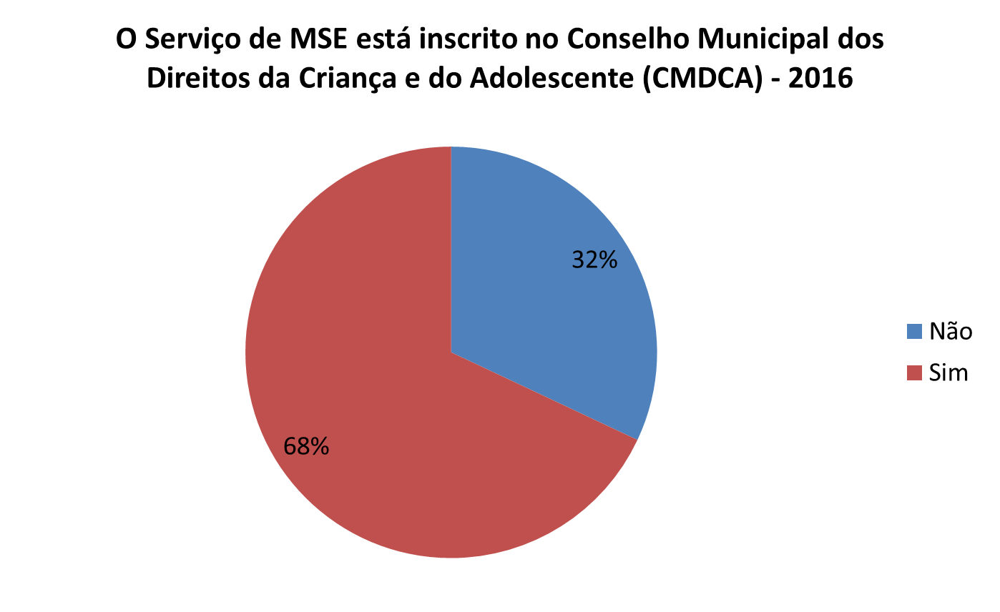 O Serviço de MSE está inscrito no Conselho Municipal dos
Direitos da Criança e do Adolescente (CMDCA) - 2016
32%
68%
Não
Sim